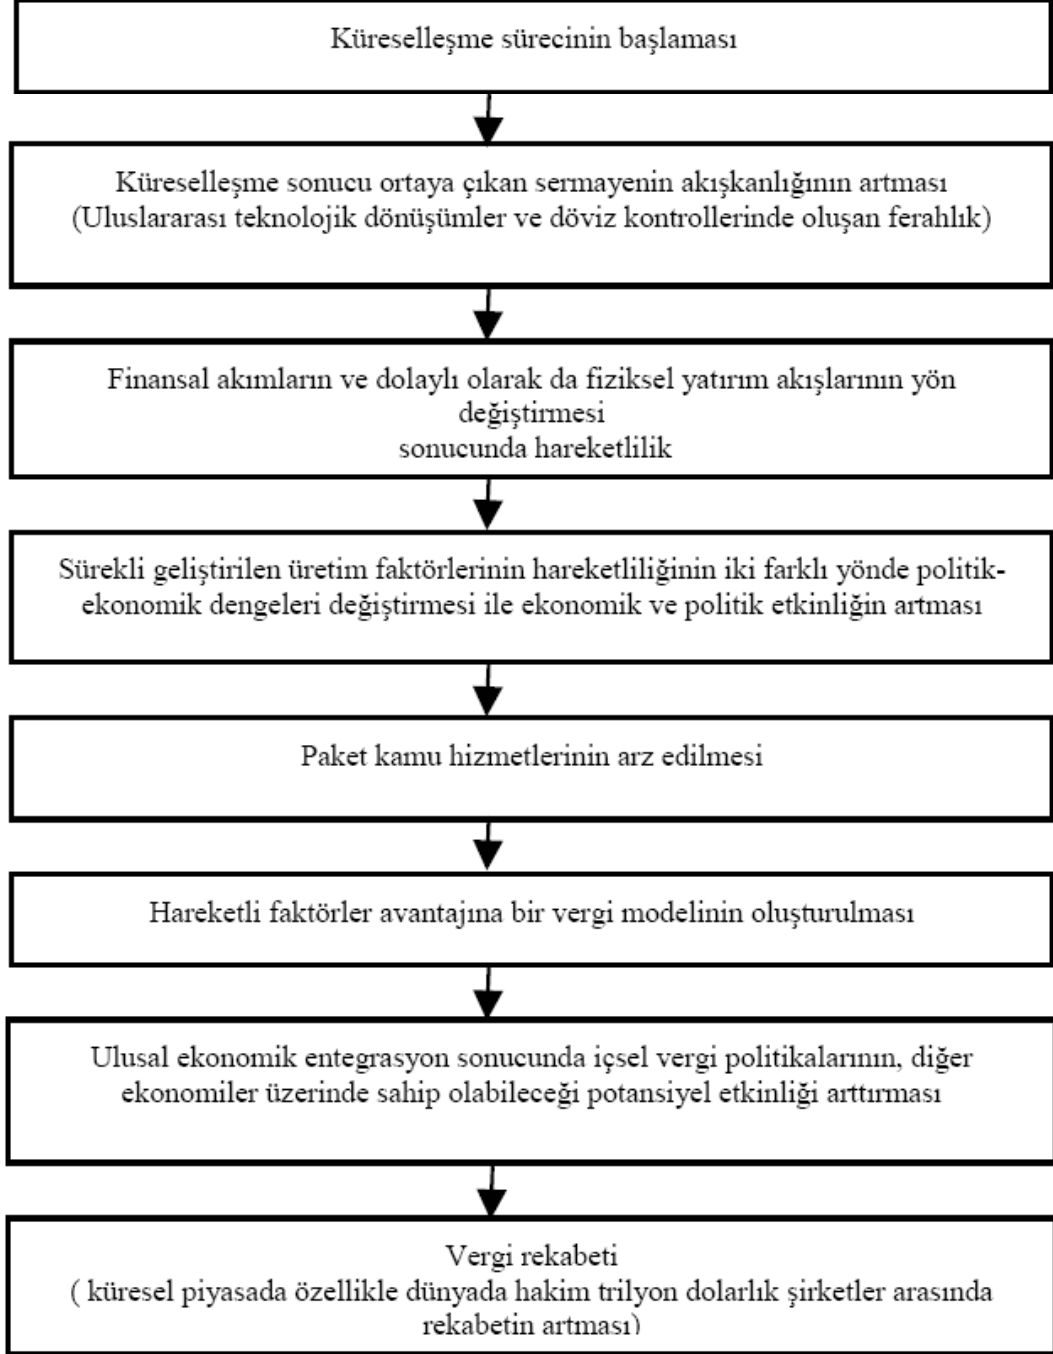 Küreselleşme sürecinin başlaması
Küreselleşme sonucu ortaya çıkan sermayenin akışkanlığının artması
(Uluslararası teknolojik dönüşümler ve döviz kontrollerinde oluşan ferahlık)
Finansal akımların ve dolaylı olarak da fiziksel yatırım akışlarının yön
değiştirmesi
sonucunda hareketlilik
Sürekli geliştirilen üretim faktörlerinin hareketliliğinin iki farklı yönde politik-
ekonomik dengeleri değiştirmesi ile ekonomik ve politik etkinliğin artması
Paket kamu hizmetlerinin arz edilmesi
Hareketli faktörler avantajına bir vergi modelinin oluşturulması
Ulusal ekonomik entegrasyon sonucunda içsel vergi politikalarının, diğer
ekonomiler üzerinde sahip olabileceği potansiyel etkinliği arttırması
Vergi rekabeti
( küresel piyasada özellikle dünyada hakim trilyon dolarlık şirketler arasında
rekabetin artması)